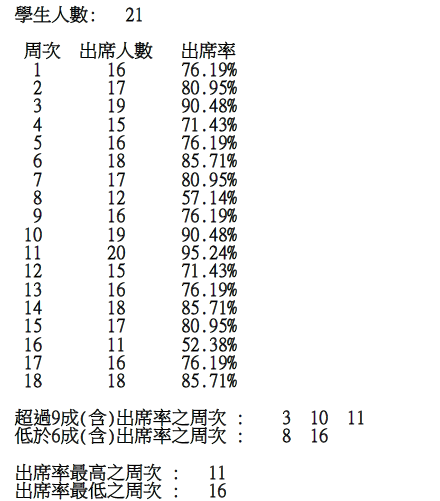 學生人數: 21
周次 出席人數 出席率
1 16 76.19%
2 17 80.95%
3 19 90.48%
4 15 71.43%
5 16 76.19%
6 18 85.71%
7 17 80.95%
8 12 57.14%
9 16 76.19%
10 19 90.48%
11 20 95.24%
12 15 71.43%
13 16 76.19%
14 18 85.71%
15 17 80.95%
16 11 52.38%
17 16 76.19%
18 18 85.71%
超過9成(含)出席率之周次 : 3 10 11
低於6成(含)出席率之周次 : 8 16
出席率最高之周次 : 11
出席率最低之周次 : 16